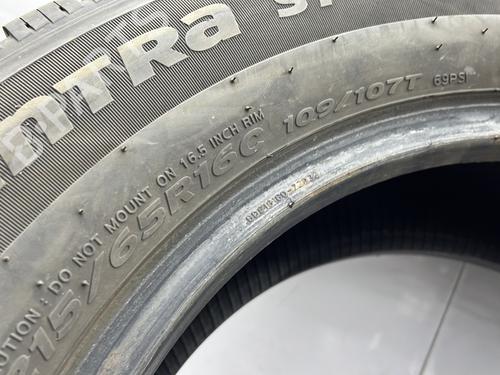 NTRA S
CAUTION : DO NOT MOUNT ON 16.5 INCH RIM
215/65R16C 109/107T 69PSI